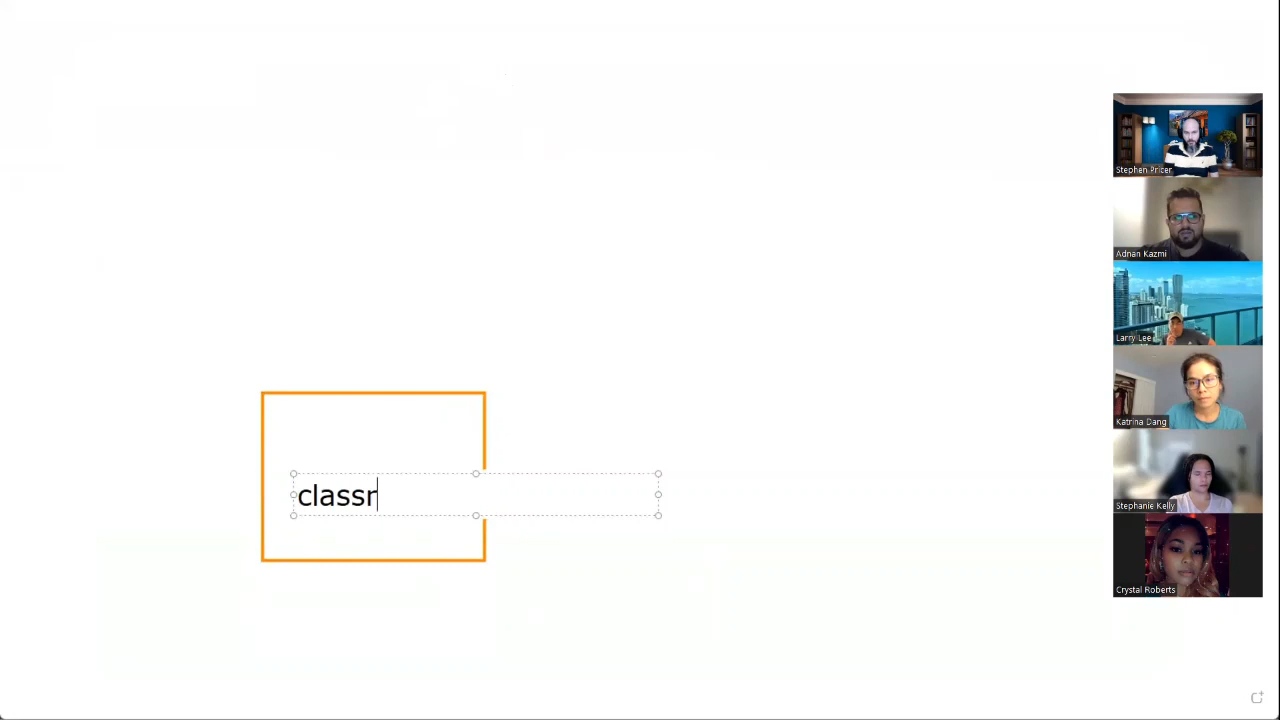 Stephen Pricer
Adnan Kazmi
Larry Lee
Katrina Dang
classr
Stephanie Kelly
Crystal Roberts